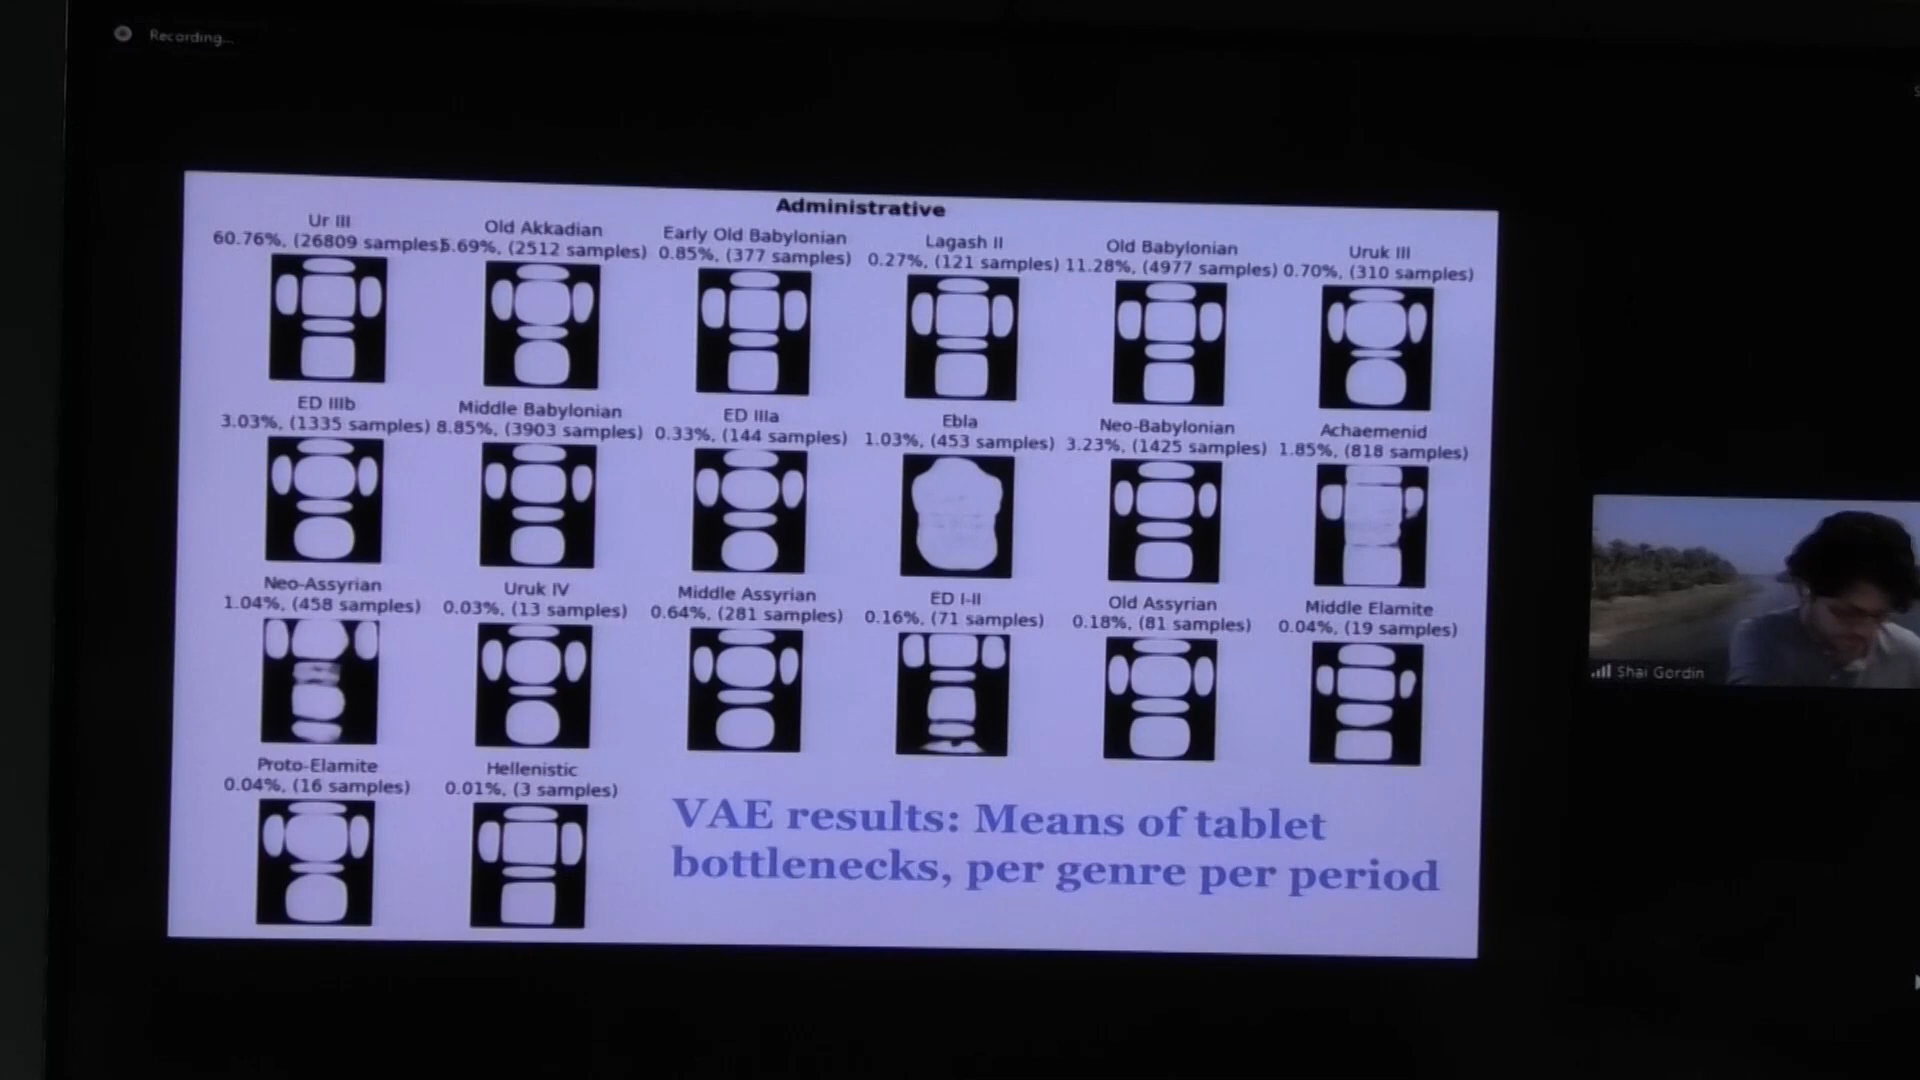 Recording...
Administrative
Ur III
60.76%, (26809 samples)
Old Akkadian
5.69%, (2512 samples)
Early Old Babylonian
0.85%, (377 samples)
Lagash II
0.27%, (121 samples)
Old Babylonian
11.28%, (4977 samples)
Uruk III
0.70%, (310 samples)
ED IIIb
3.03%, (1335 samples)
Middle Babylonian
8.85%, (3903 samples)
ED IIIa
0.33%, (144 samples)
Ebla
1.03%, (453 samples)
Neo-Babylonian
3.23%, (1425 samples)
Achaemenid
1.85%, (818 samples)
Neo-Assyrian
1.04%, (458 samples)
Uruk IV
0.03%, (13 samples)
Middle Assyrian
0.64%, (281 samples)
ED I-II
0.16%, (71 samples)
Old Assyrian
0.18%, (81 samples)
Middle Elamite
0.04%, (19 samples)
Proto-Elamite
0.04%, (16 samples)
Hellenistic
0.01%, (3 samples)
VAE results: Means of tablet
bottlenecks, per genre per period
Shai Gordin